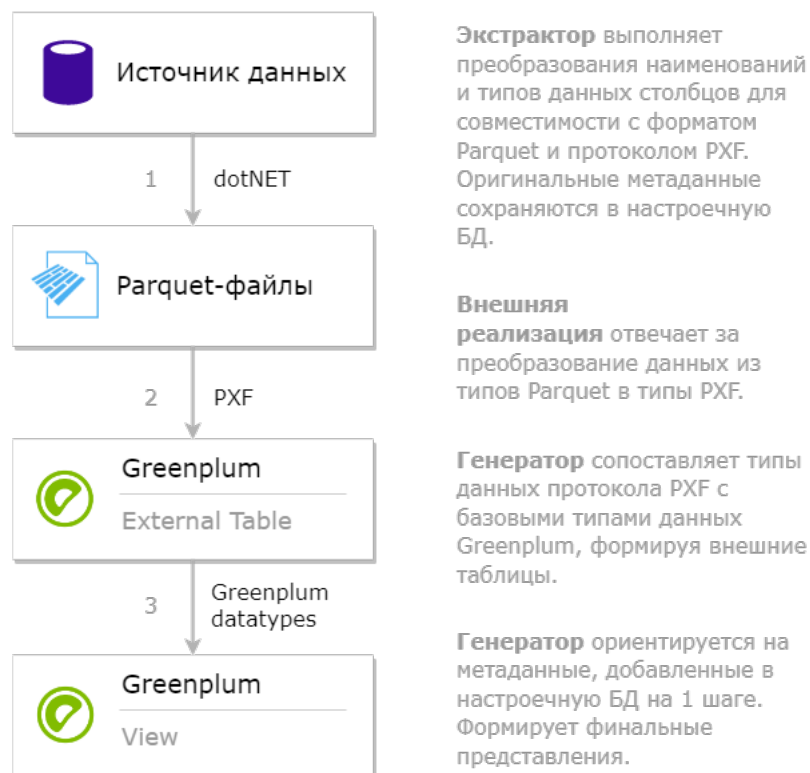 Источник данных
1
dotNET
Parquet-файлы
2
PXF
Greenplum
External Table
3
Greenplum
datatypes
Greenplum
View
Экстрактор выполняет
преобразования наименований
и типов данных столбцов для
совместимости с форматом
Parquet и протоколом PXF.
Оригинальные метаданные
сохраняются в настроечную
БД.
Внешняя
реализация отвечает за
преобразование данных из
типов Parquet в типы PXF.
Генератор сопоставляет типы
данных протокола PXF с
базовыми типами данных
Greenplum, формируя внешние
таблицы.
Генератор ориентируется на
метаданные, добавленные в
настроечную БД на 1 шаге.
Формирует финальные
представления.